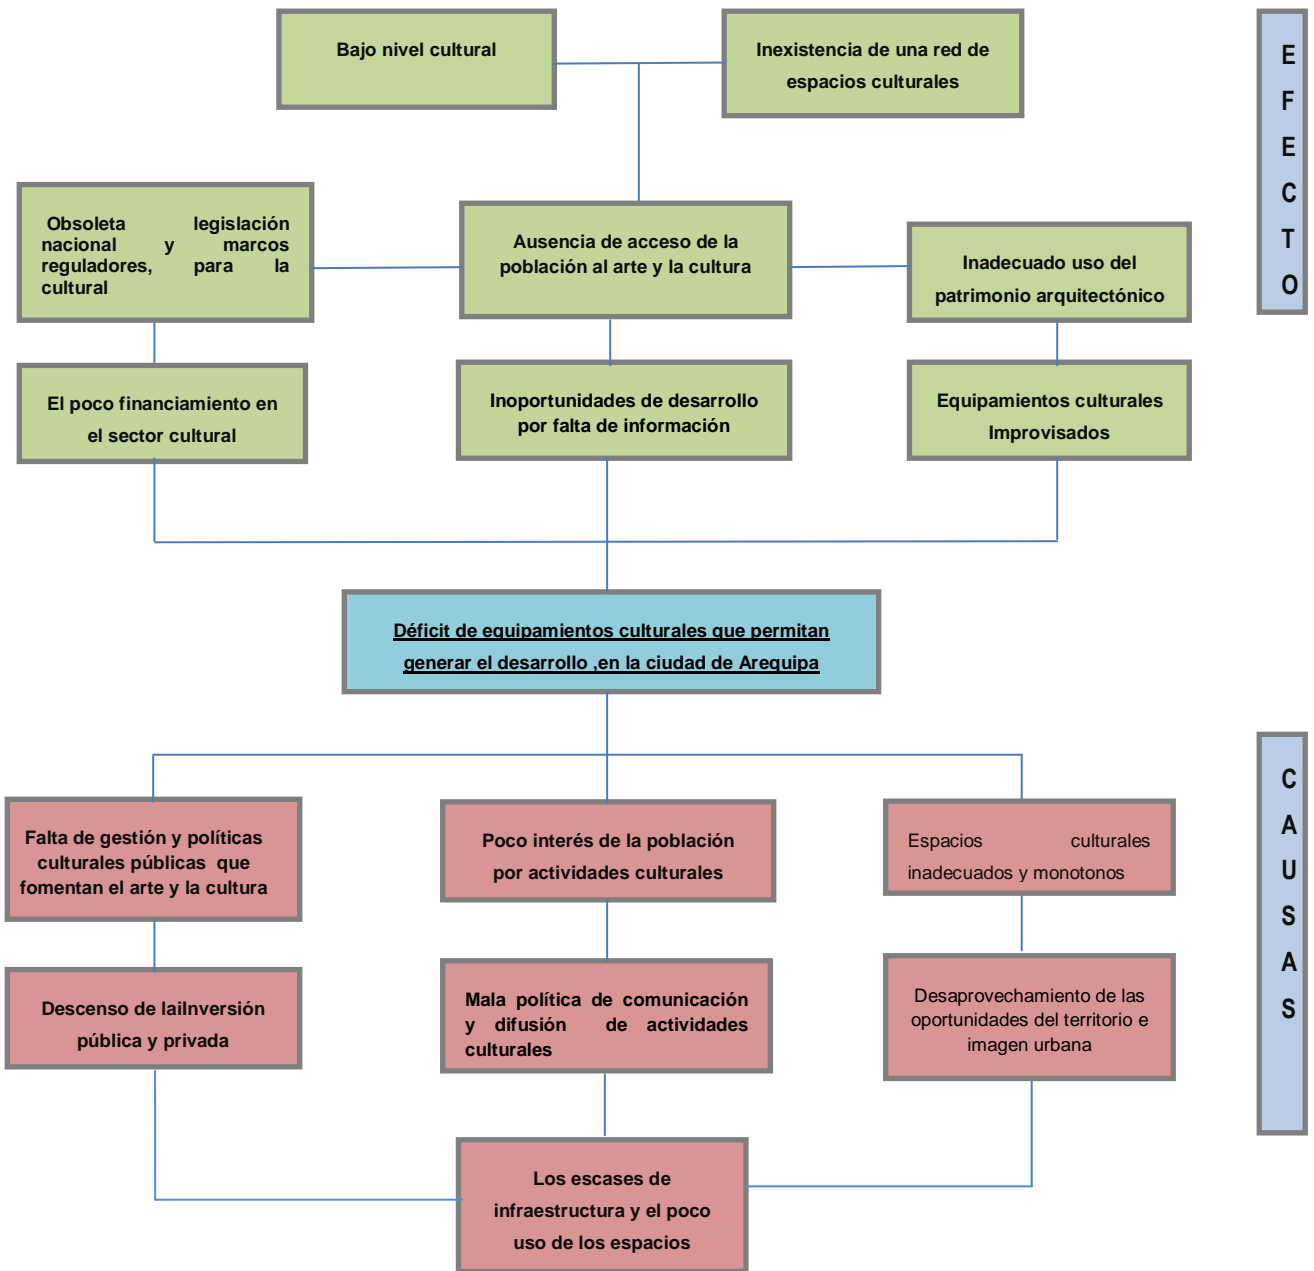 Bajo nivel cultural
Inexistencia de una red de
espacios culturales
E
F
E
C
T
O
Obsoleta legislación
nacional y marcos
reguladores, para la
cultural
Ausencia de acceso de la
población al arte y la cultura
Inadecuado uso del
patrimonio arquitectónico
El poco financiamiento en
el sector cultural
Inoportunidades de desarrollo
por falta de información
Equipamientos culturales
Improvisados
Déficit de equipamientos culturales que permitan
generar el desarrollo ,en la ciudad de Arequipa
C
A
U
S
A
S
Falta de gestión y políticas
culturales públicas que
fomentan el arte y la cultura
Poco interés de la población
por actividades culturales
Espacios culturales
inadecuados y monotonos
Descenso de laiInversión
pública y privada
Mala política de comunicación
y difusión de actividades
culturales
Desaprovechamiento de las
oportunidades del territorio e
imagen urbana
Los escases de
infraestructura y el poco
uso de los espacios